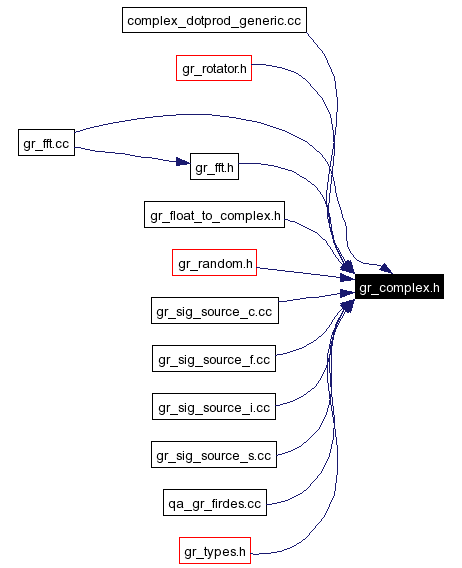 complex_dotprod_generic.cc
gr_rotator.h
gr_fft.cc
gr_fft.h
gr_float_to_complex.h
gr_random.h
gr_complex.h
gr_sig_source_c.cc
gr_sig_source_f.cc
gr_sig_source_i.cc
gr_sig_source_s.cc
qa_gr_firdes.cc
gr_types.h